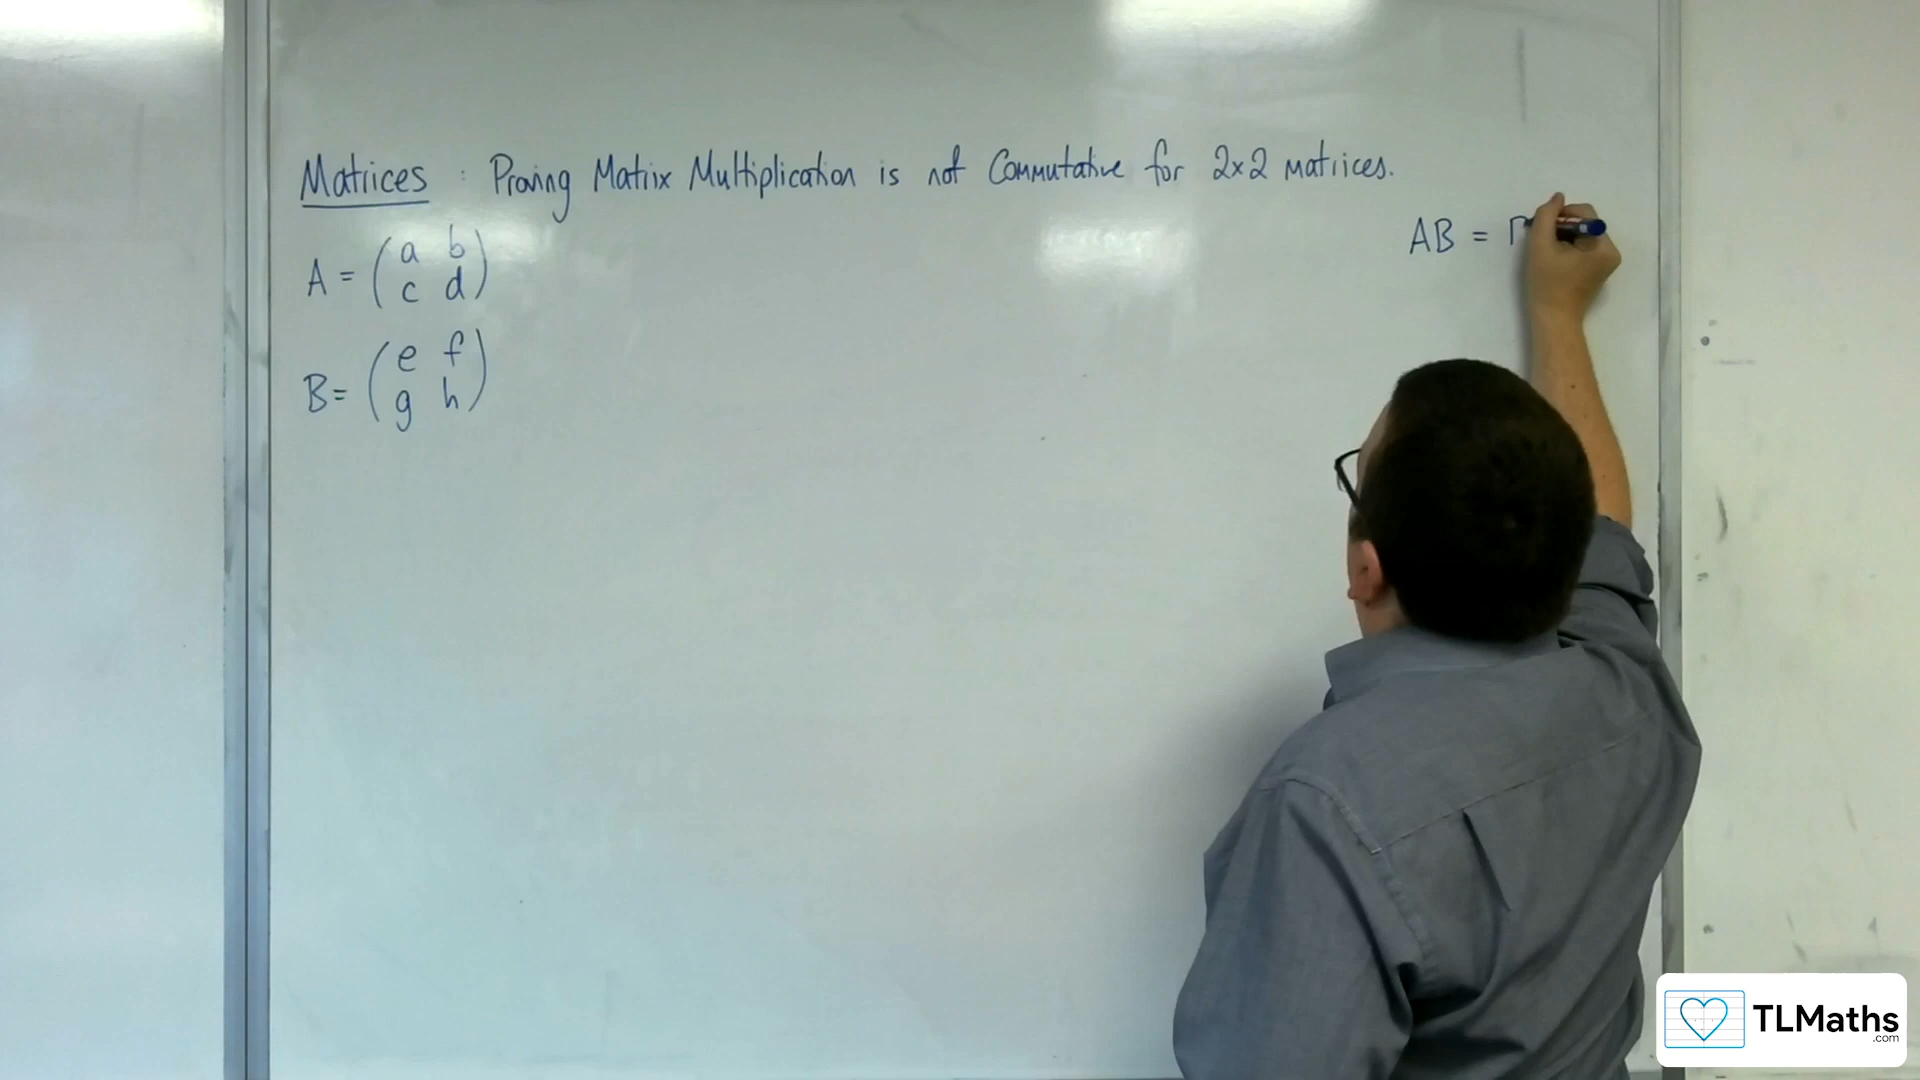 Matrices : Proving Matrix Multiplication is not Commutative for 2x2 matrices.
AB =
A = (a b
c d)
B = (e f
g h)
TLMaths
.com